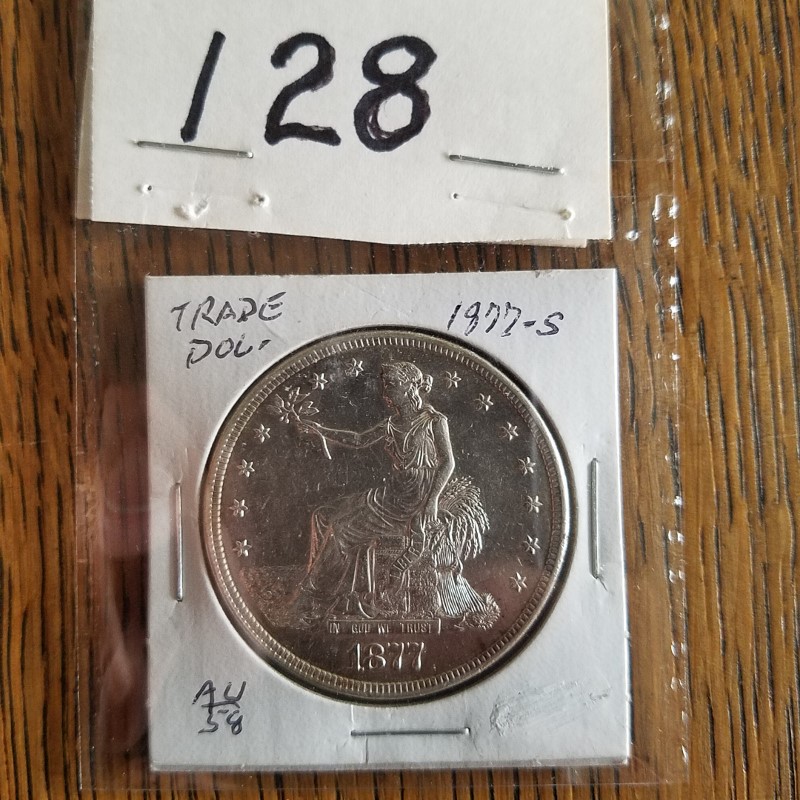 128
TRADE DOL. 1877-S
IN GOD WE TRUST
1877
AU
58